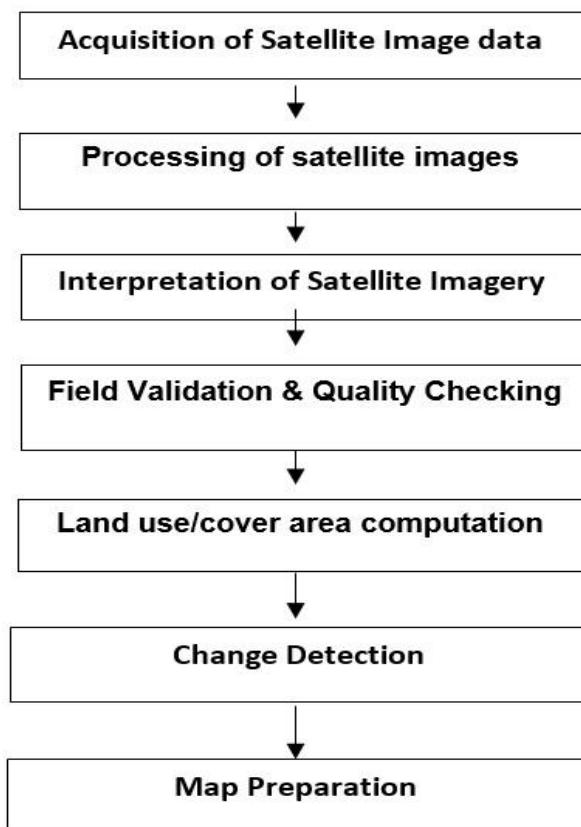 Acquisition of Satellite Image data
Processing of satellite images
Interpretation of Satellite Imagery
Field Validation & Quality Checking
Land use/cover area computation
Change Detection
Map Preparation